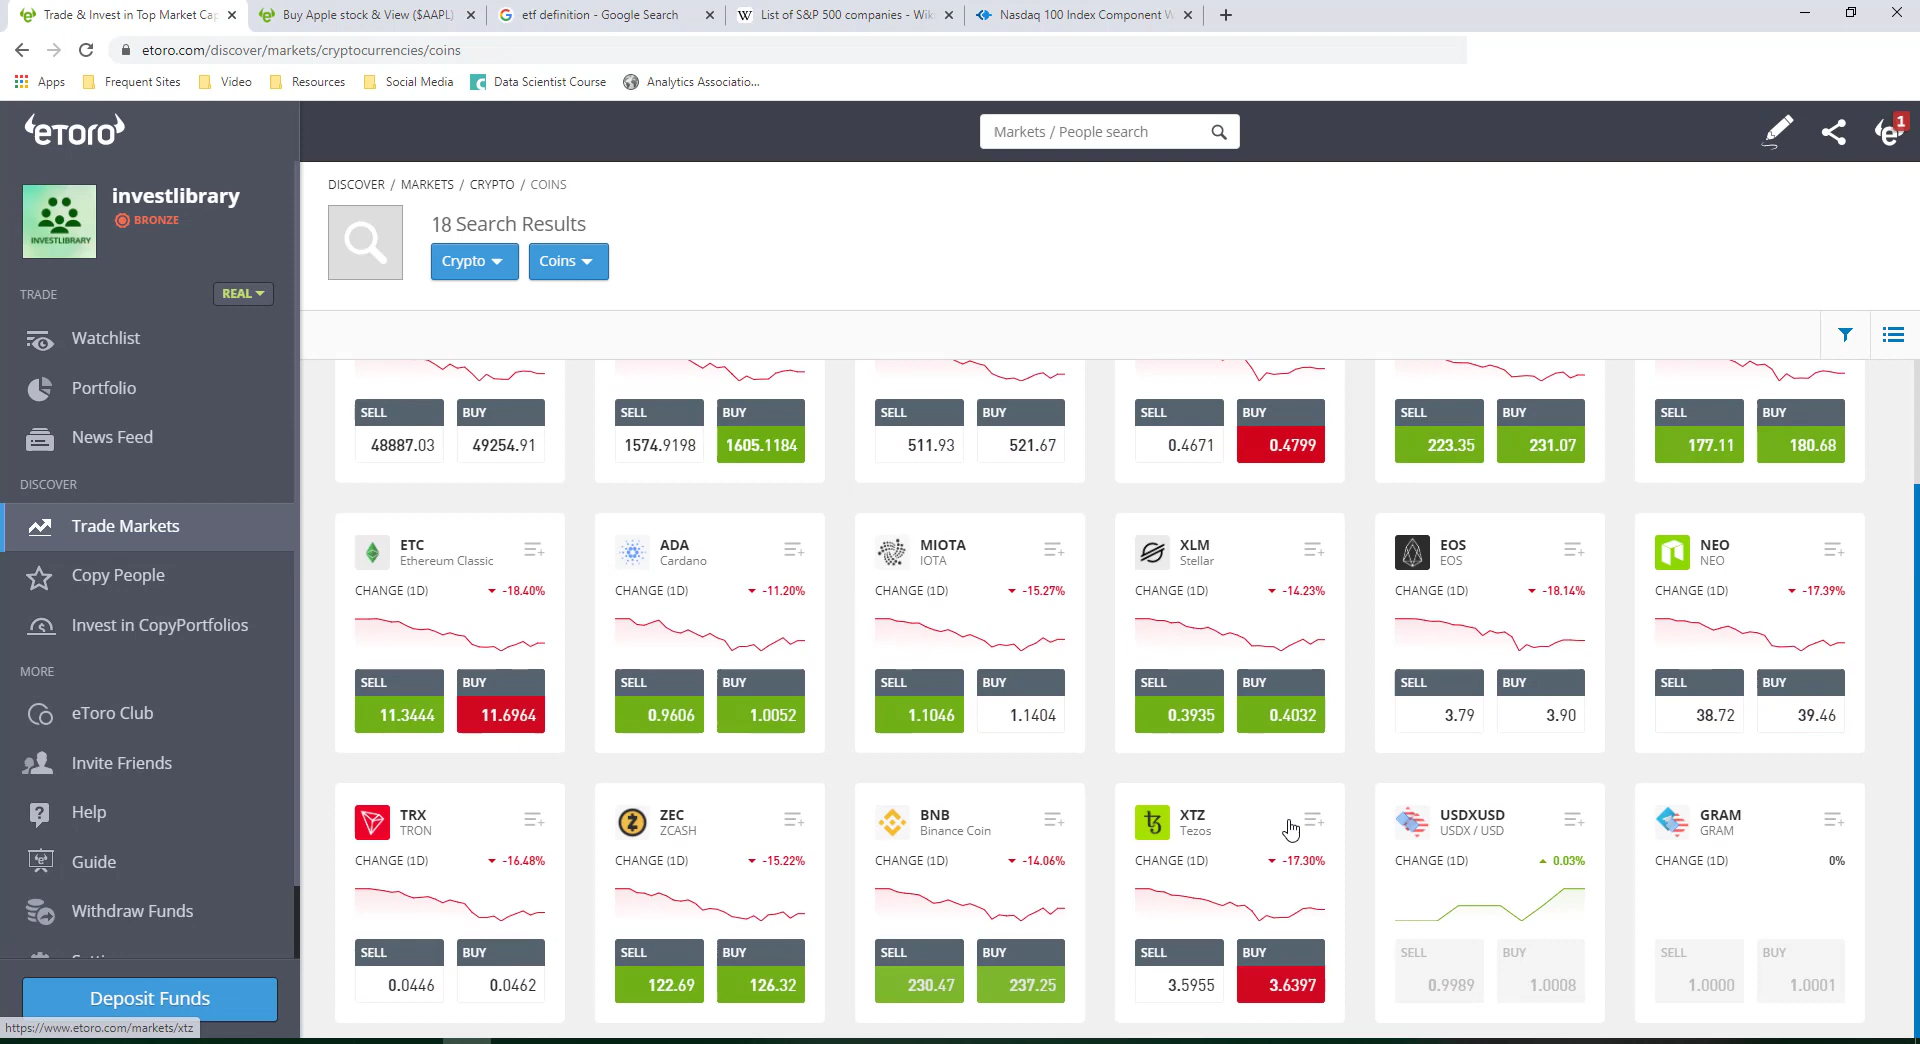 Trade & Invest in Top Market Ca
Buy Apple stock & View ($AAPL)
etf definition - Google Search
List of S&P 500 companies - Wik
Nasdaq 100 Index Component W
etoro.com/discover/markets/cryptocurrencies/coins
Apps
Frequent Sites
Video
Resources
Social Media
Data Scientist Course
Analytics Associatio...
eToro
Markets / People search
1
investlibrary
BRONZE
INVESTLIBRARY
TRADE
REAL
Watchlist
Portfolio
News Feed
DISCOVER
Trade Markets
Copy People
Invest in CopyPortfolios
MORE
eToro Club
Invite Friends
Help
Guide
Withdraw Funds
Deposit Funds
https://www.etoro.com/markets/xtz
DISCOVER / MARKETS / CRYPTO / COINS
18 Search Results
Crypto
Coins
SELL BUY
48887.03 49254.91
SELL BUY
1574.9198 1605.1184
SELL BUY
511.93 521.67
SELL BUY
0.4671 0.4799
SELL BUY
223.35 231.07
SELL BUY
177.11 180.68
ETC
Ethereum Classic
CHANGE (1D) -18.40%
SELL BUY
11.3444 11.6964
ADA
Cardano
CHANGE (1D) -11.20%
SELL BUY
0.9606 1.0052
MIOTA
IOTA
CHANGE (1D) -15.27%
SELL BUY
1.1046 1.1404
XLM
Stellar
CHANGE (1D) -14.23%
SELL BUY
0.3935 0.4032
EOS
EOS
CHANGE (1D) -18.14%
SELL BUY
3.79 3.90
NEO
NEO
CHANGE (1D) -17.39%
SELL BUY
38.72 39.46
TRX
TRON
CHANGE (1D) -16.48%
SELL BUY
0.0446 0.0462
ZEC
ZCASH
CHANGE (1D) -15.22%
SELL BUY
122.69 126.32
BNB
Binance Coin
CHANGE (1D) -14.06%
SELL BUY
230.47 237.25
XTZ
Tezos
CHANGE (1D) -17.30%
SELL BUY
3.5955 3.6397
USDXUSD
USDX / USD
CHANGE (1D) 0.03%
SELL BUY
0.9989 1.0008
GRAM
GRAM
CHANGE (1D) 0%
SELL BUY
1.0000 1.0001